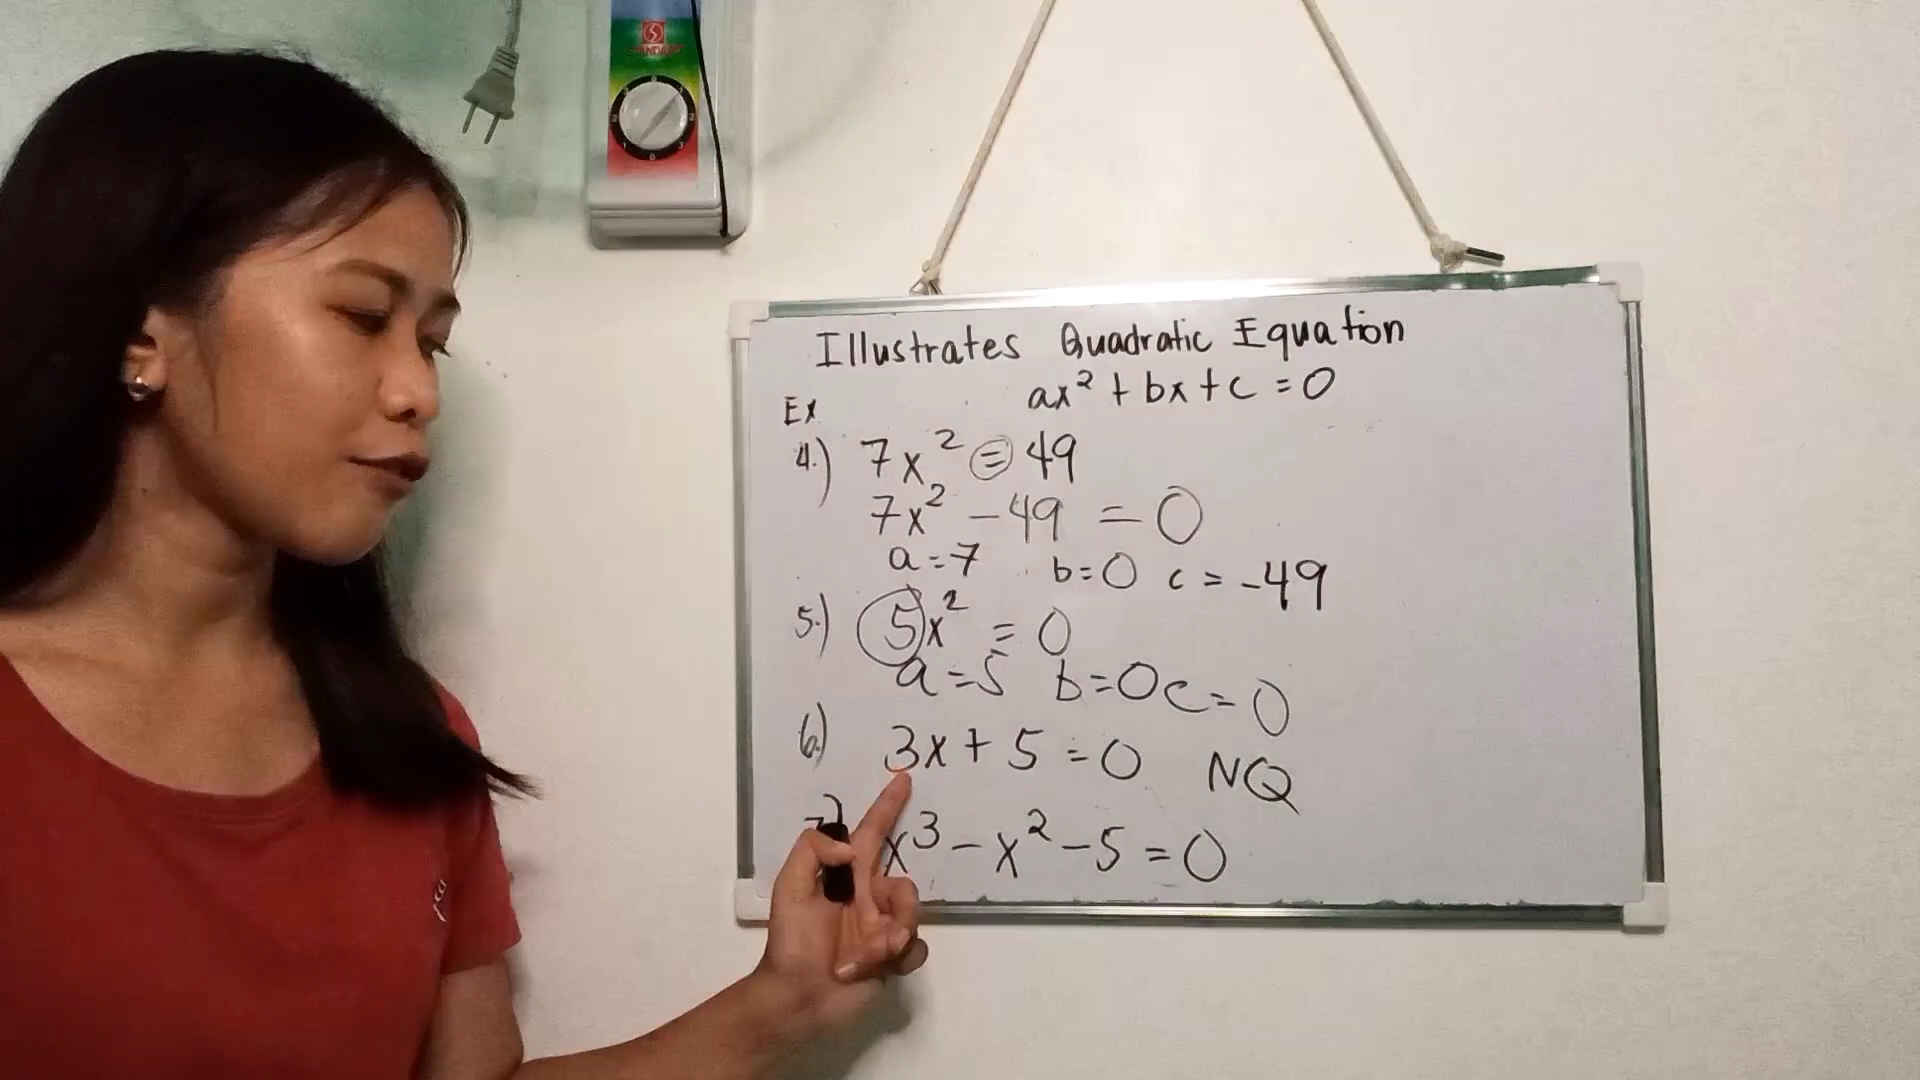 STANDARD
Illustrates Quadratic Equation
ax² + bx + c = 0
Ex
4.) 7x² = 49
7x² - 49 = 0
a = 7 b = 0 c = -49
5.) 5x² = 0
a = 5 b = 0 c = 0
6.) 3x + 5 = 0 NQ
x³ - x² - 5 = 0